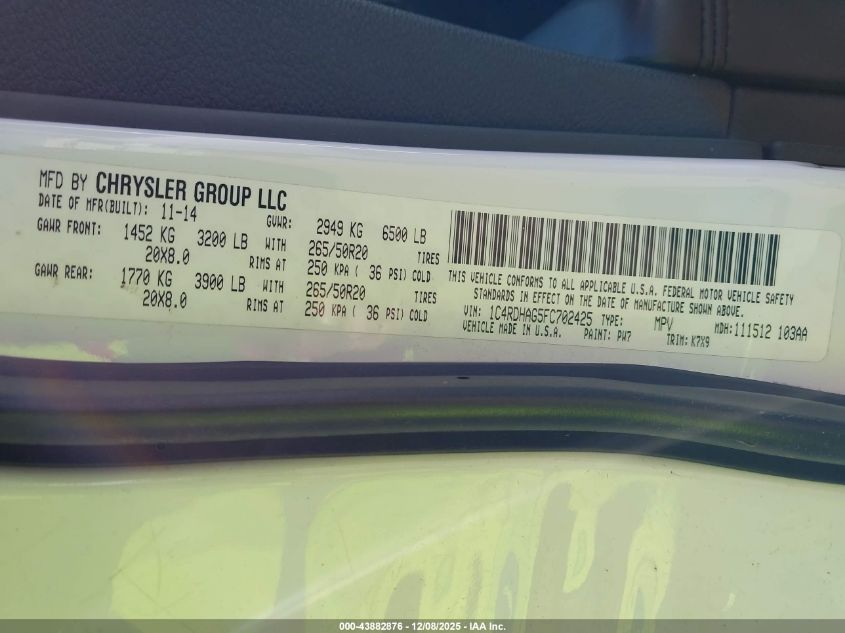 MFD BY CHRYSLER GROUP LLC
DATE OF MFR(BUILT): 11-14 GVWR: 2949 KG 6500 LB
GAWR FRONT: 1452 KG 3200 LB WITH 265/50R20 TIRES
20X8.0 RIMS AT 250 KPA ( 36 PSI) COLD
GAWR REAR: 1770 KG 3900 LB WITH 265/50R20 TIRES
20X8.0 RIMS AT 250 KPA ( 36 PSI) COLD
THIS VEHICLE CONFORMS TO ALL APPLICABLE U.S.A. FEDERAL MOTOR VEHICLE SAFETY
STANDARDS IN EFFECT ON THE DATE OF MANUFACTURE SHOWN ABOVE.
VIN: 1C4RDHAG5FC702425 TYPE: MPV MDH:111512 103AA
VEHICLE MADE IN U.S.A. PAINT: PW7 TRIM: K7X9
000-43882876 - 12/08/2025 - IAA Inc.